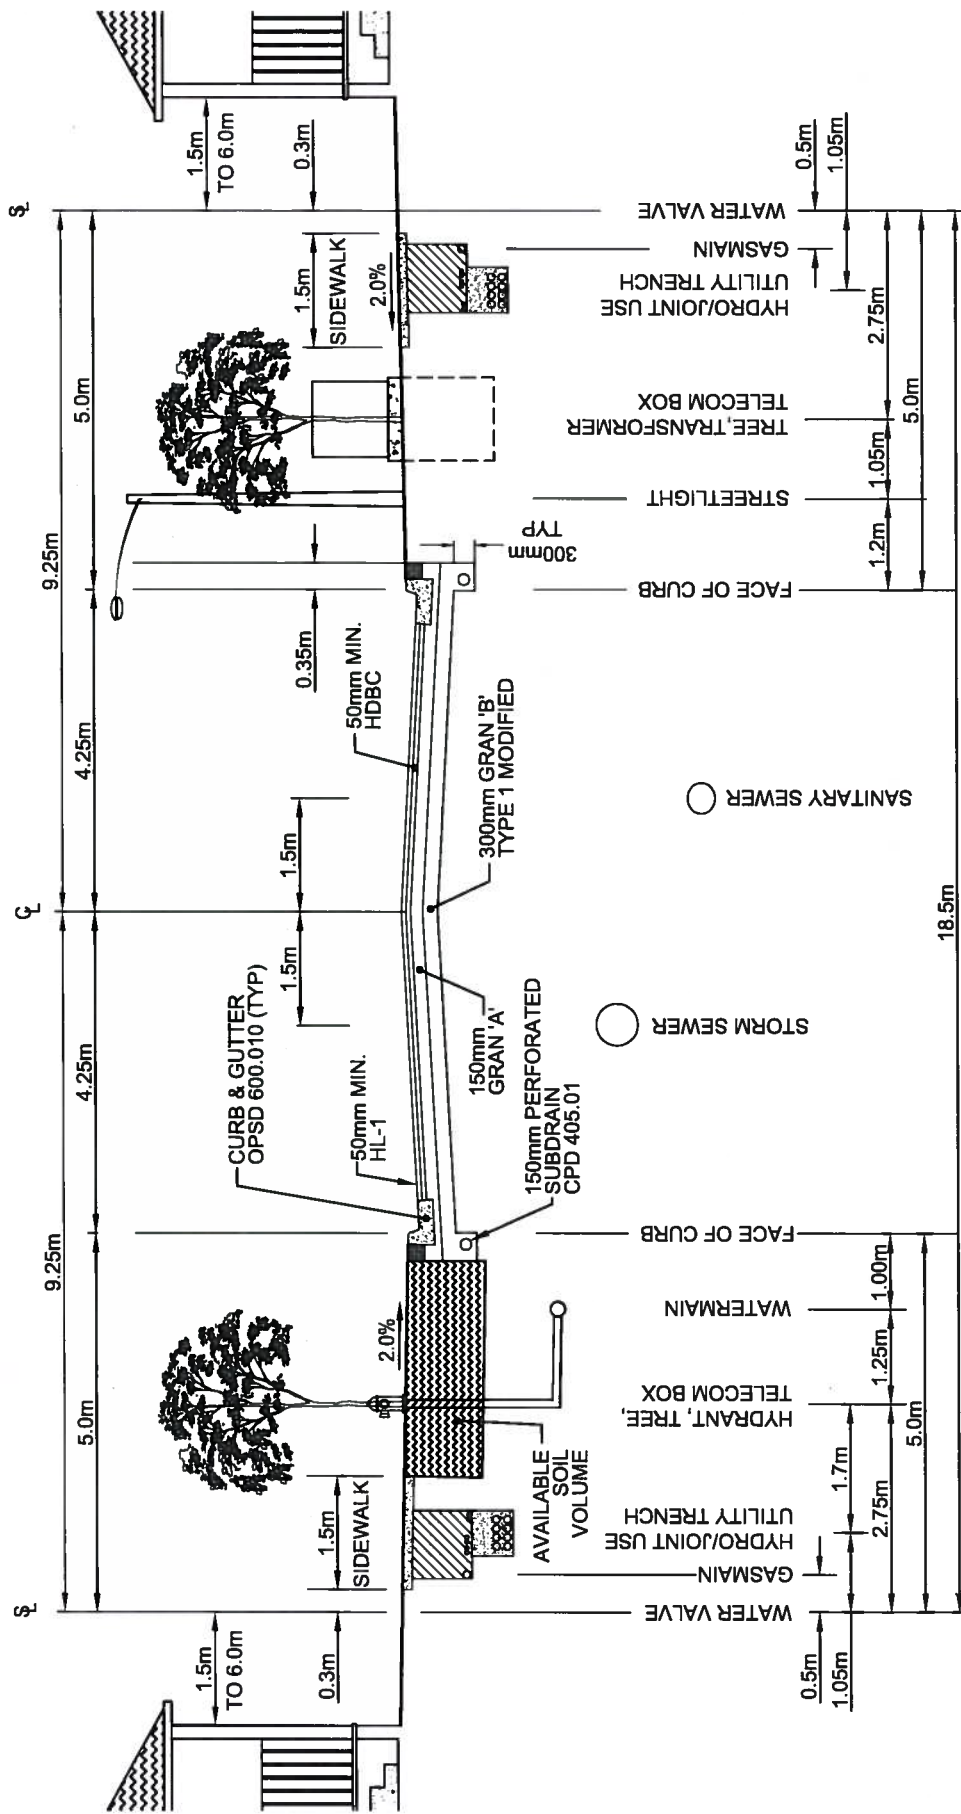 SL
CL
SL
9.25m
9.25m
5.0m
4.25m
4.25m
5.0m
1.5m
TO 6.0m
1.5m
TO 6.0m
0.3m
1.5m
SIDEWALK
2.0%
CURB & GUTTER
OPSD 600.010 (TYP)
50mm MIN.
HL-1
1.5m
1.5m
50mm MIN.
HDBC
0.35m
1.5m
SIDEWALK
2.0%
0.3m
AVAILABLE
SOIL
VOLUME
150mm PERFORATED
SUBDRAIN
CPD 405.01
150mm
GRAN 'A'
300mm GRAN 'B'
TYPE 1 MODIFIED
300mm
TYP
STORM SEWER
SANITARY SEWER
WATER VALVE
GASMAIN
HYDRO/JOINT USE
UTILITY TRENCH
HYDRANT, TREE,
TELECOM BOX
WATERMAIN
FACE OF CURB
FACE OF CURB
STREETLIGHT
TREE,TRANSFORMER
TELECOM BOX
HYDRO/JOINT USE
UTILITY TRENCH
GASMAIN
WATER VALVE
0.5m
1.05m
1.7m
2.75m
1.25m
1.00m
5.0m
1.2m
1.05m
2.75m
5.0m
0.5m
1.05m
18.5m